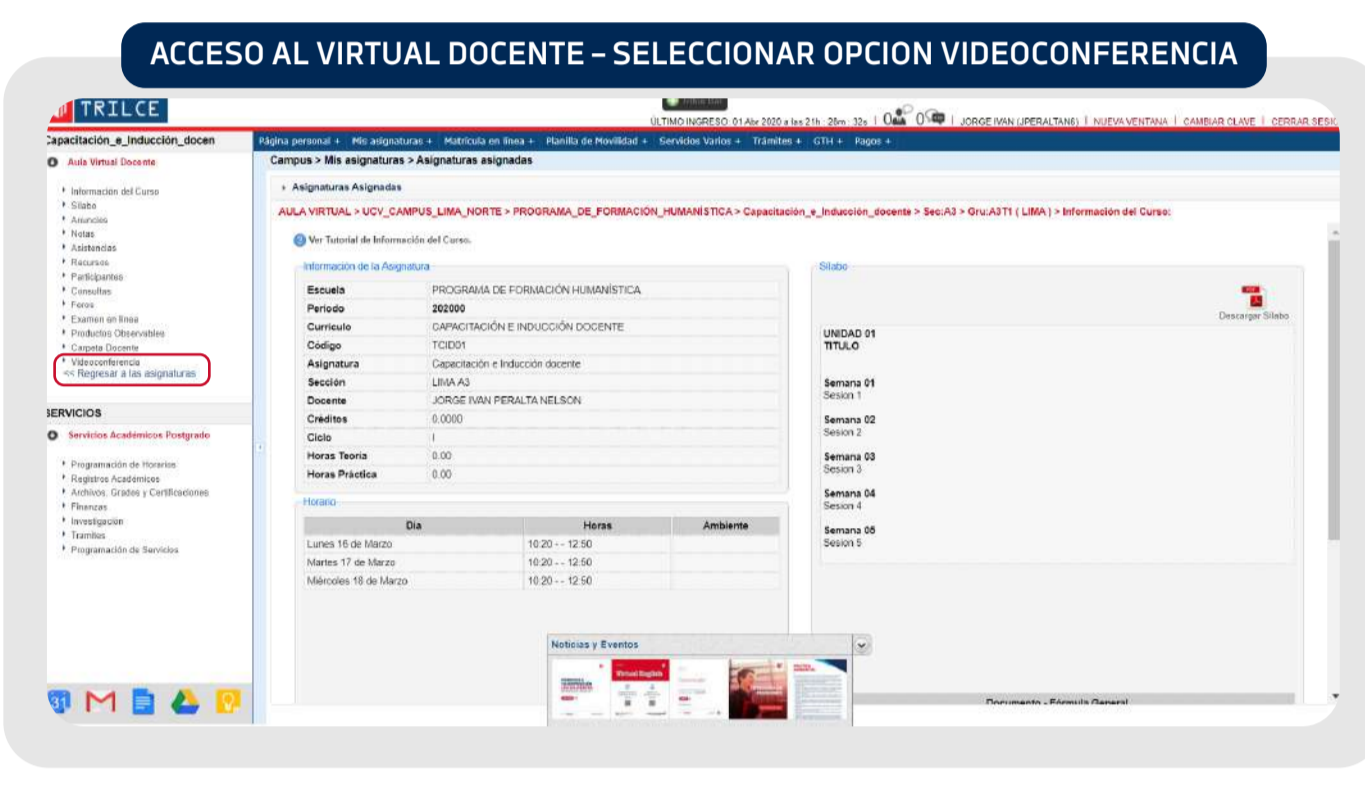 ACCESO AL VIRTUAL DOCENTE – SELECCIONAR OPCION VIDEOCONFERENCIA
TRILCE
ÚLTIMO INGRESO: 01 Abr 2020 a las 21h : 26m : 32s | 0 0 | JORGE IVAN (JPERALTAN6) | NUEVA VENTANA | CAMBIAR CLAVE | CERRAR SESI
Capacitación_e_Inducción_docen
Página personal + Mis asignaturas + Matrícula en línea + Planilla de Movilidad + Servicios Varios + Trámites + GTH + Pagos +
Aula Virtual Docente
Campus > Mis asignaturas > Asignaturas asignadas
Información del Curso
Sílabo
Anuncios
Notas
Asistencias
Recursos
Participantes
Consultas
Foros
Examen en línea
Productos Observables
Carpeta Docente
Videoconferencia
<< Regresar a las asignaturas
SERVICIOS
Servicios Académicos Postgrado
Programación de Horarios
Registros Académicos
Archivos, Grados y Certificaciones
Finanzas
Investigación
Tramites
Programación de Servicios
31
Asignaturas Asignadas
AULA VIRTUAL > UCV_CAMPUS_LIMA_NORTE > PROGRAMA_DE_FORMACIÓN_HUMANÍSTICA > Capacitación_e_Inducción_docente > Sec:A3 > Gru:A3T1 ( LIMA ) > Información del Curso:
Ver Tutorial de Información del Curso.
Información de la Asignatura
Escuela PROGRAMA DE FORMACIÓN HUMANÍSTICA
Periodo 202000
Curriculo CAPACITACIÓN E INDUCCIÓN DOCENTE
Código TCID01
Asignatura Capacitación e Inducción docente
Sección LIMA A3
Docente JORGE IVAN PERALTA NELSON
Créditos 0.0000
Ciclo I
Horas Teoría 0.00
Horas Práctica 0.00
Horario
Dia Horas Ambiente
Lunes 16 de Marzo 10:20 - - 12:50
Martes 17 de Marzo 10:20 - - 12:50
Miércoles 18 de Marzo 10:20 - - 12:50
Sílabo
Descargar Sílabo
UNIDAD 01
TITULO
Semana 01
Sesion 1
Semana 02
Sesion 2
Semana 03
Sesion 3
Semana 04
Sesion 4
Semana 05
Sesion 5
Noticias y Eventos
Virtual English
Documento - Fórmula General